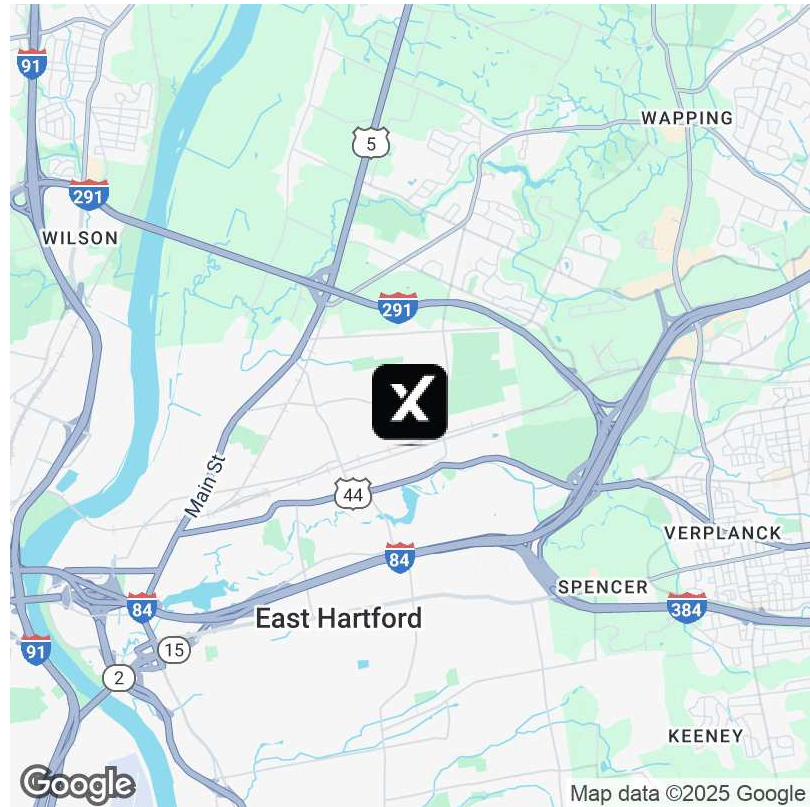 91
5
WAPPING
291
WILSON
291
Main St
44
VERPLANCK
84
SPENCER
84
East Hartford
384
91
15
2
KEENEY
Google
Map data ©2025 Google